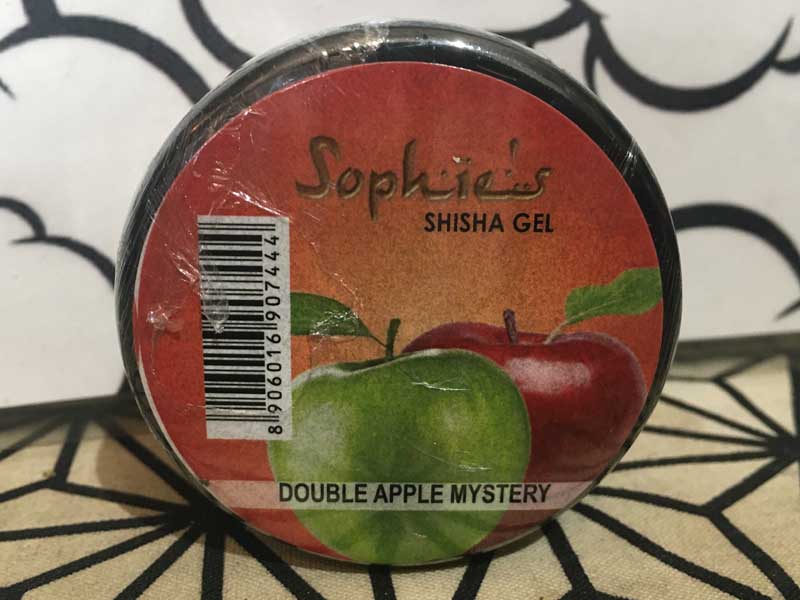 Sophie's
SHISHA GEL
8906016907444
DOUBLE APPLE MYSTERY